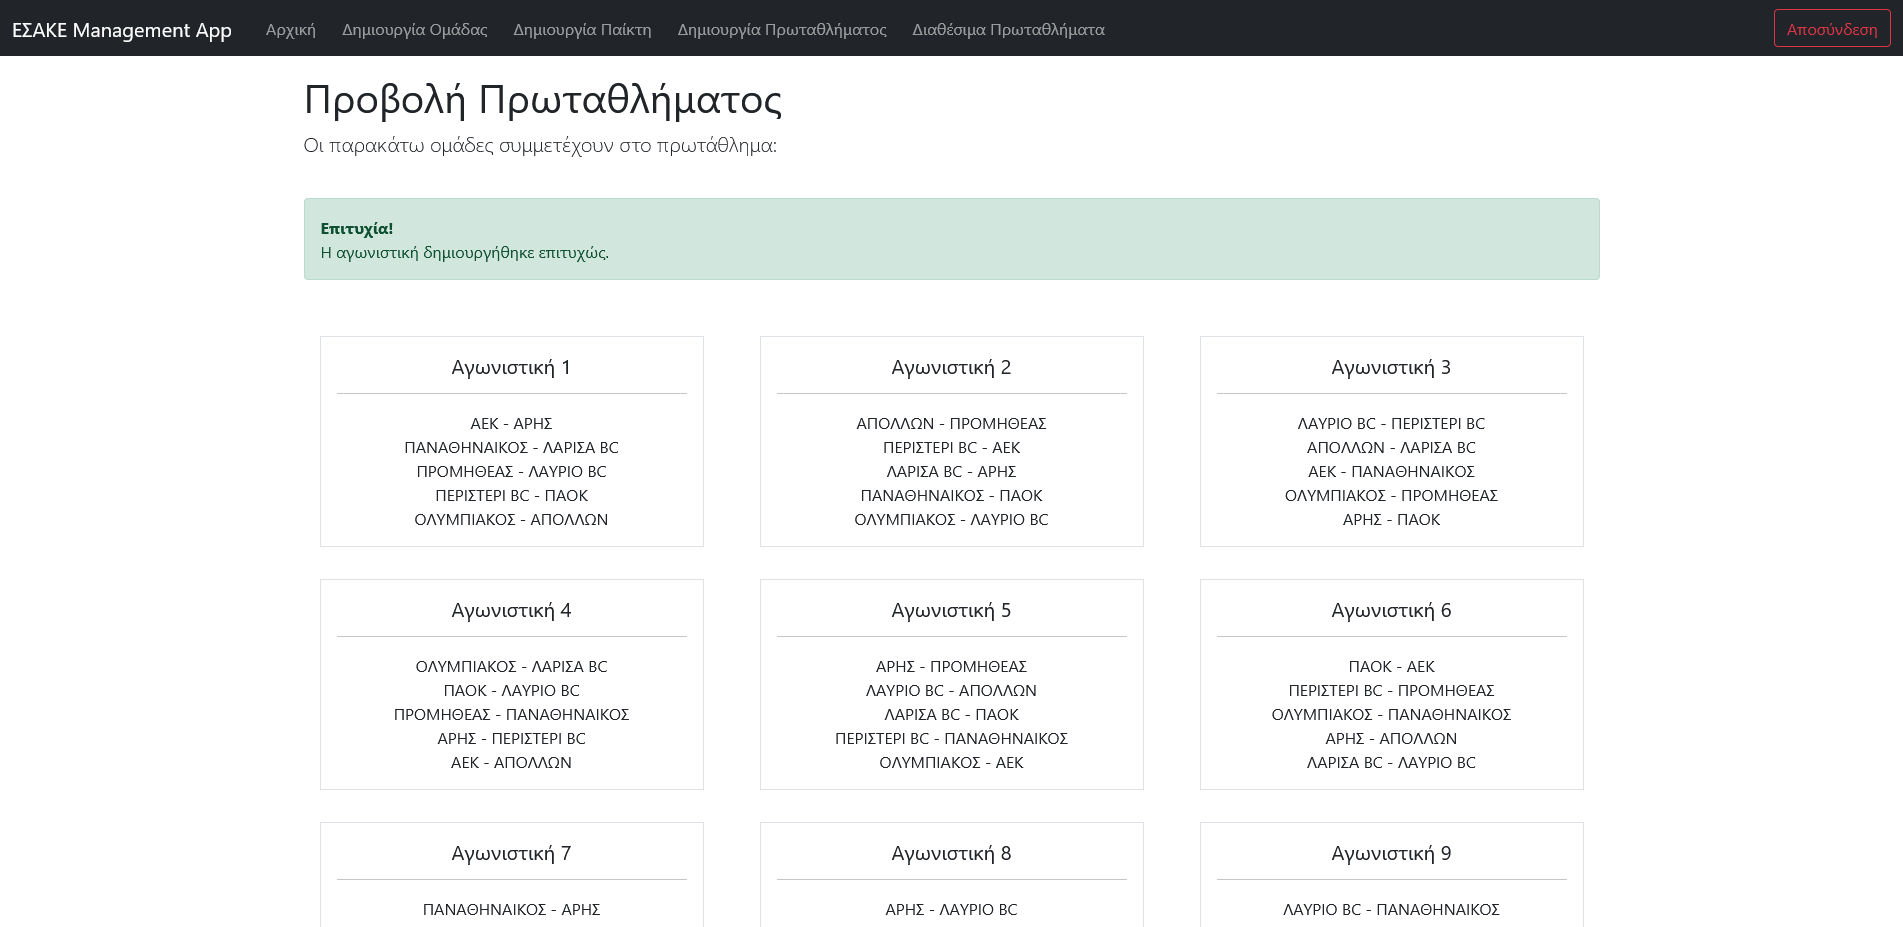 ΕΣΑΚΕ Management App
Αρχική
Δημιουργία Ομάδας
Δημιουργία Παίκτη
Δημιουργία Πρωταθλήματος
Διαθέσιμα Πρωταθλήματα
Αποσύνδεση
Προβολή Πρωταθλήματος
Οι παρακάτω ομάδες συμμετέχουν στο πρωτάθλημα:
Επιτυχία!
Η αγωνιστική δημιουργήθηκε επιτυχώς.
Αγωνιστική 1
ΑΕΚ - ΑΡΗΣ
ΠΑΝΑΘΗΝΑΙΚΟΣ - ΛΑΡΙΣΑ BC
ΠΡΟΜΗΘΕΑΣ - ΛΑΥΡΙΟ BC
ΠΕΡΙΣΤΕΡΙ BC - ΠΑΟΚ
ΟΛΥΜΠΙΑΚΟΣ - ΑΠΟΛΛΩΝ
Αγωνιστική 2
ΑΠΟΛΛΩΝ - ΠΡΟΜΗΘΕΑΣ
ΠΕΡΙΣΤΕΡΙ BC - ΑΕΚ
ΛΑΡΙΣΑ BC - ΑΡΗΣ
ΠΑΝΑΘΗΝΑΙΚΟΣ - ΠΑΟΚ
ΟΛΥΜΠΙΑΚΟΣ - ΛΑΥΡΙΟ BC
Αγωνιστική 3
ΛΑΥΡΙΟ BC - ΠΕΡΙΣΤΕΡΙ BC
ΑΠΟΛΛΩΝ - ΛΑΡΙΣΑ BC
ΑΕΚ - ΠΑΝΑΘΗΝΑΙΚΟΣ
ΟΛΥΜΠΙΑΚΟΣ - ΠΡΟΜΗΘΕΑΣ
ΑΡΗΣ - ΠΑΟΚ
Αγωνιστική 4
ΟΛΥΜΠΙΑΚΟΣ - ΛΑΡΙΣΑ BC
ΠΑΟΚ - ΛΑΥΡΙΟ BC
ΠΡΟΜΗΘΕΑΣ - ΠΑΝΑΘΗΝΑΙΚΟΣ
ΑΡΗΣ - ΠΕΡΙΣΤΕΡΙ BC
ΑΕΚ - ΑΠΟΛΛΩΝ
Αγωνιστική 5
ΑΡΗΣ - ΠΡΟΜΗΘΕΑΣ
ΛΑΥΡΙΟ BC - ΑΠΟΛΛΩΝ
ΛΑΡΙΣΑ BC - ΠΑΟΚ
ΠΕΡΙΣΤΕΡΙ BC - ΠΑΝΑΘΗΝΑΙΚΟΣ
ΟΛΥΜΠΙΑΚΟΣ - ΑΕΚ
Αγωνιστική 6
ΠΑΟΚ - ΑΕΚ
ΠΕΡΙΣΤΕΡΙ BC - ΠΡΟΜΗΘΕΑΣ
ΟΛΥΜΠΙΑΚΟΣ - ΠΑΝΑΘΗΝΑΙΚΟΣ
ΑΡΗΣ - ΑΠΟΛΛΩΝ
ΛΑΡΙΣΑ BC - ΛΑΥΡΙΟ BC
Αγωνιστική 7
ΠΑΝΑΘΗΝΑΙΚΟΣ - ΑΡΗΣ
Αγωνιστική 8
ΑΡΗΣ - ΛΑΥΡΙΟ BC
Αγωνιστική 9
ΛΑΥΡΙΟ BC - ΠΑΝΑΘΗΝΑΙΚΟΣ